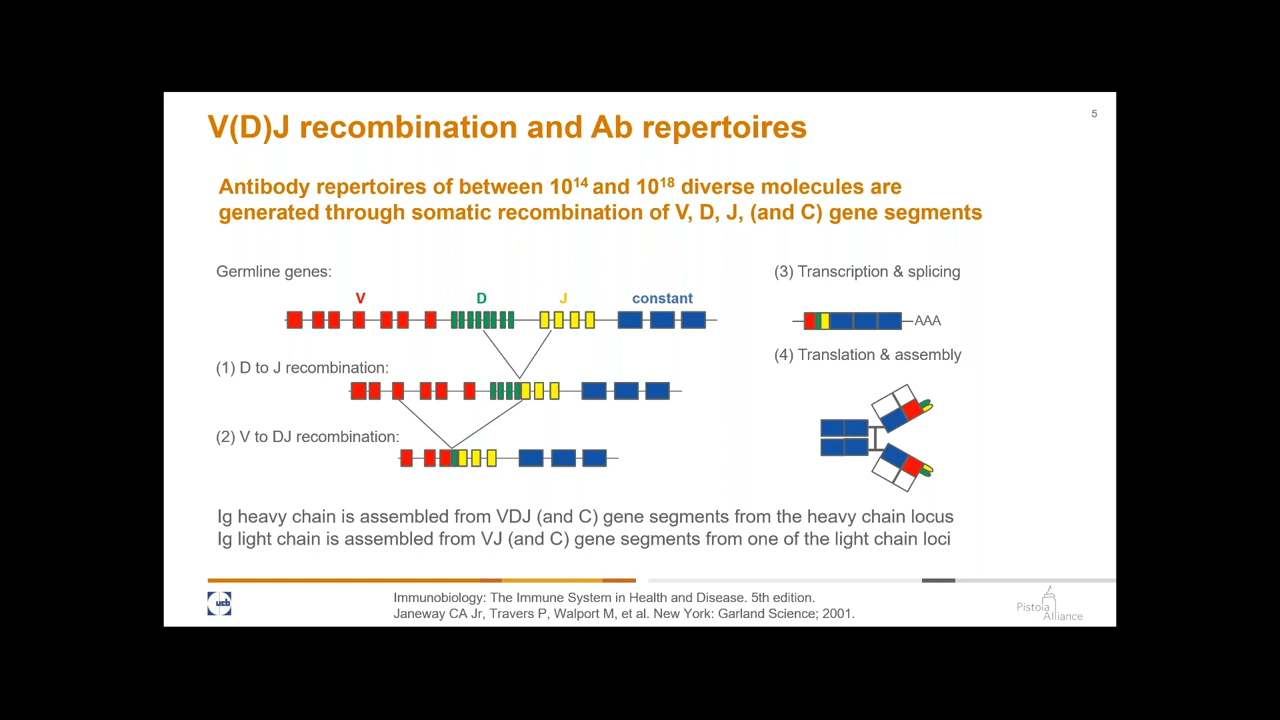 V(D)J recombination and Ab repertoires
5
Antibody repertoires of between 10¹⁴ and 10¹⁸ diverse molecules are
generated through somatic recombination of V, D, J, (and C) gene segments
Germline genes:
V
D
J
constant
(1) D to J recombination:
(2) V to DJ recombination:
(3) Transcription & splicing
AAA
(4) Translation & assembly
Ig heavy chain is assembled from VDJ (and C) gene segments from the heavy chain locus
Ig light chain is assembled from VJ (and C) gene segments from one of the light chain loci
ucb
Immunobiology: The Immune System in Health and Disease. 5th edition.
Janeway CA Jr, Travers P, Walport M, et al. New York: Garland Science; 2001.
Pistoia
Alliance